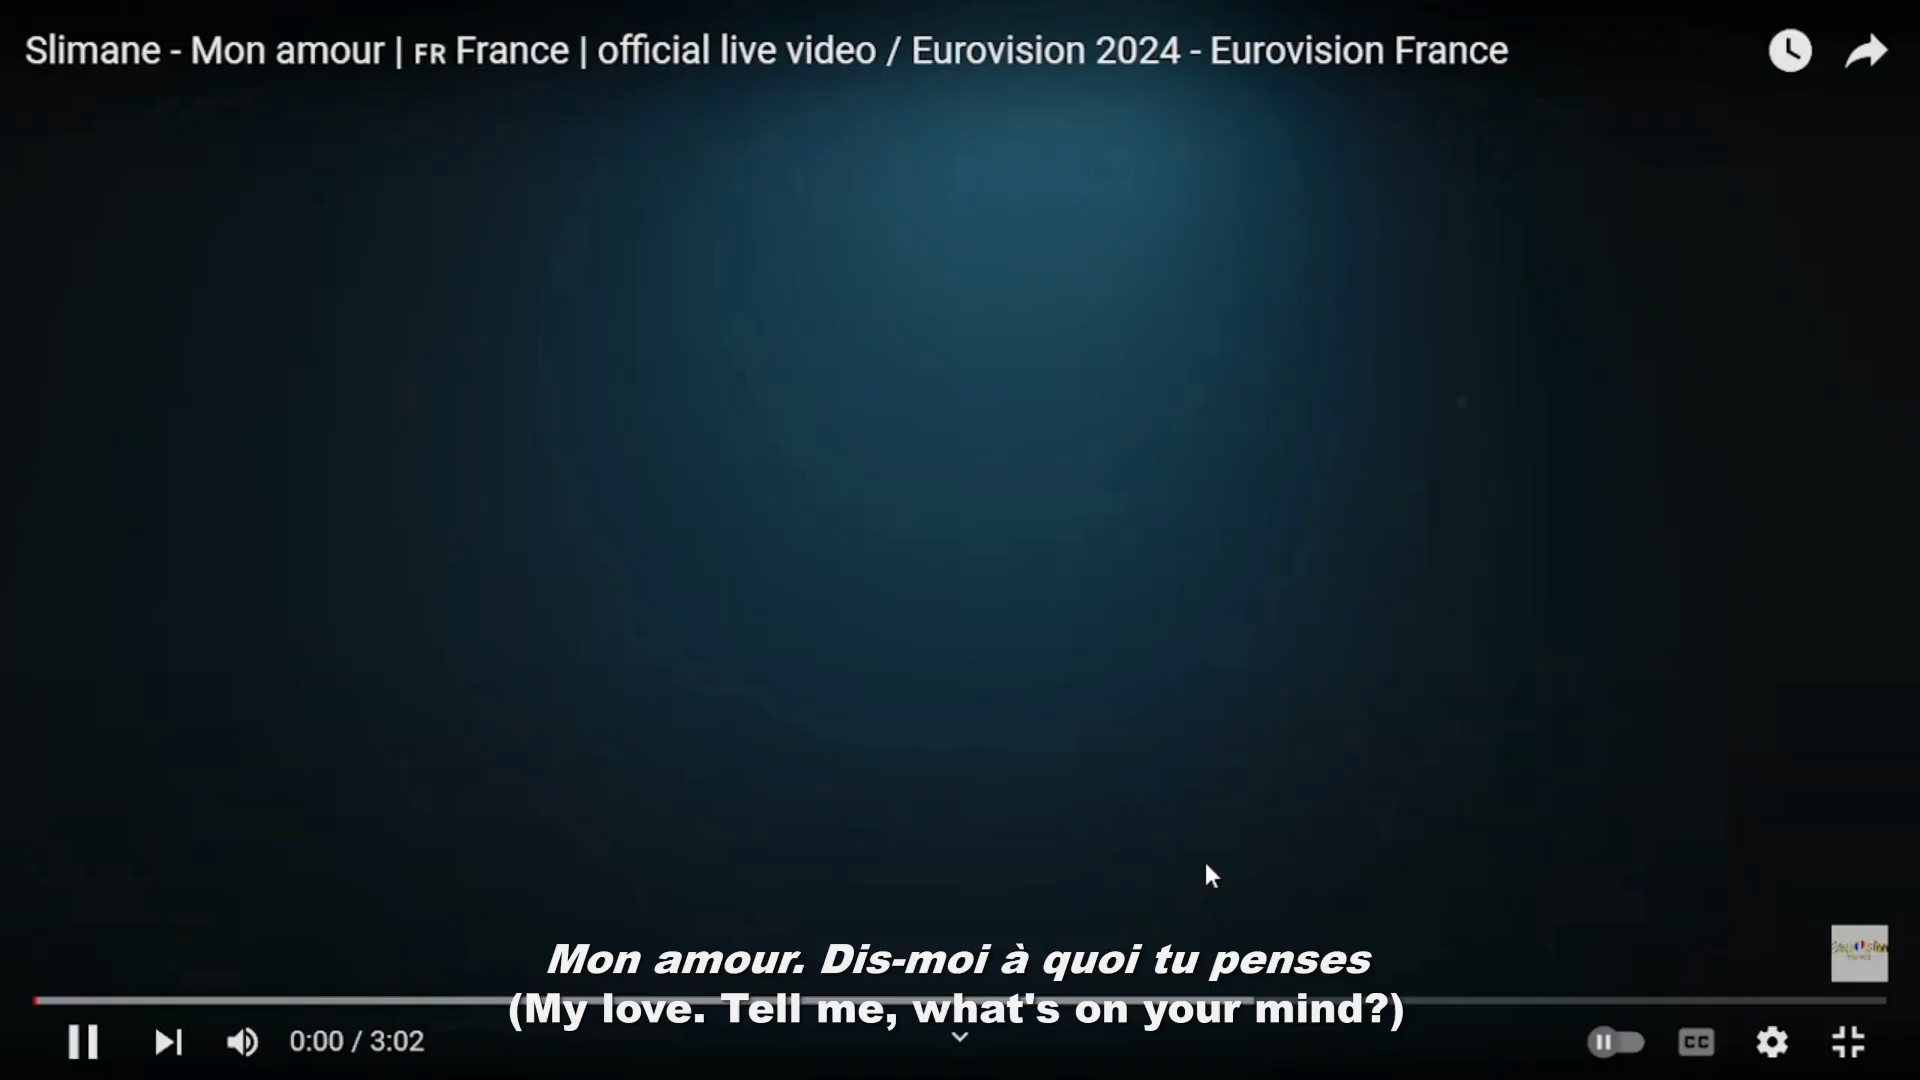 Slimane - Mon amour | FR France | official live video / Eurovision 2024 - Eurovision France
Mon amour. Dis-moi à quoi tu penses
(My love. Tell me, what's on your mind?)
0:00 / 3:02
CC